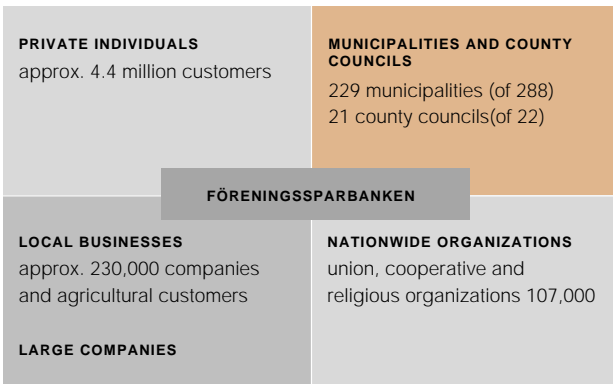 PRIVATE INDIVIDUALS
approx. 4.4 million customers
MUNICIPALITIES AND COUNTY
COUNCILS
229 municipalities (of 288)
21 county councils(of 22)
FÖRENINGSSPARBANKEN
LOCAL BUSINESSES
approx. 230,000 companies
and agricultural customers
LARGE COMPANIES
NATIONWIDE ORGANIZATIONS
union, cooperative and
religious organizations 107,000